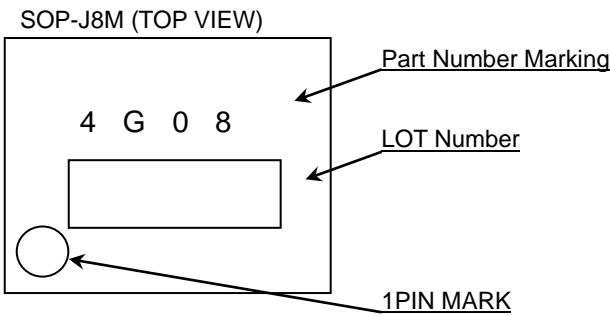 SOP-J8M (TOP VIEW)
Part Number Marking
4 G 0 8
LOT Number
1PIN MARK